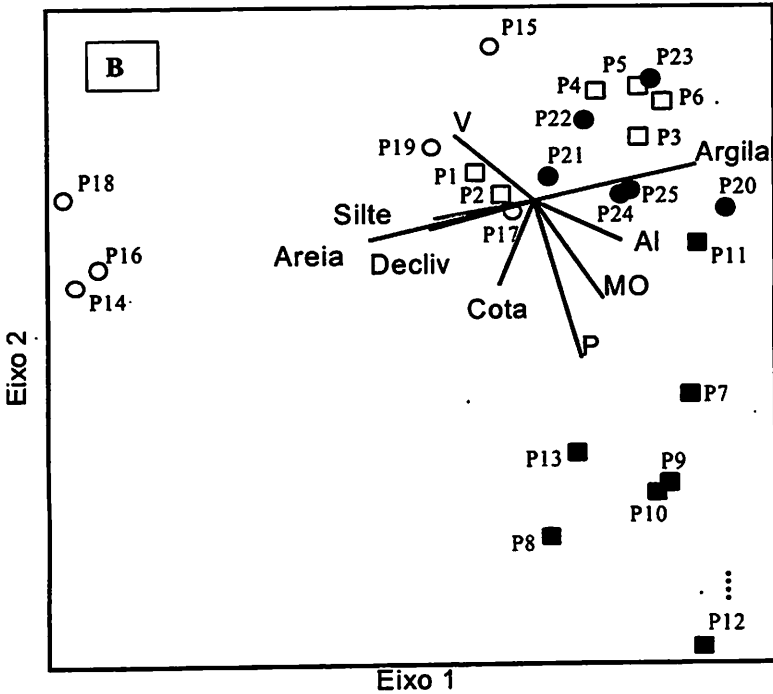 P15
B
P5
P23
P4
P6
P22
V
P3
P19
Argila
P21
P1
P18
P2
P25
P20
Silte
P24
P17
Al
P11
Areia
Decliv
P16
MO
P14
Cota
P
Eixo 2
P7
P13
P9
P10
P8
P12
Eixo 1